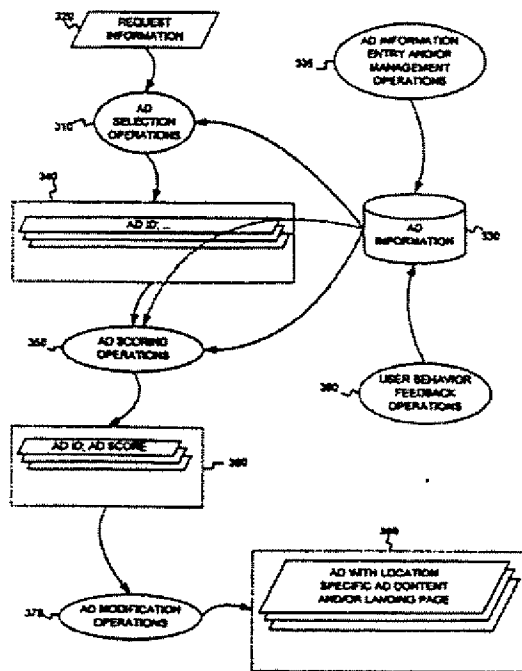 320
REQUEST
INFORMATION
AD INFORMATION
ENTRY AND/OR
MANAGEMENT
OPERATIONS
335
AD
SELECTION
OPERATIONS
310
340
AD ID; ...
AD
INFORMATION
330
AD SCORING
OPERATIONS
USER BEHAVIOR
FEEDBACK
OPERATIONS
AD ID; AD SCORE
AD WITH LOCATION
SPECIFIC AD CONTENT
AND/OR LANDING PAGE
AD MODIFICATION
OPERATIONS